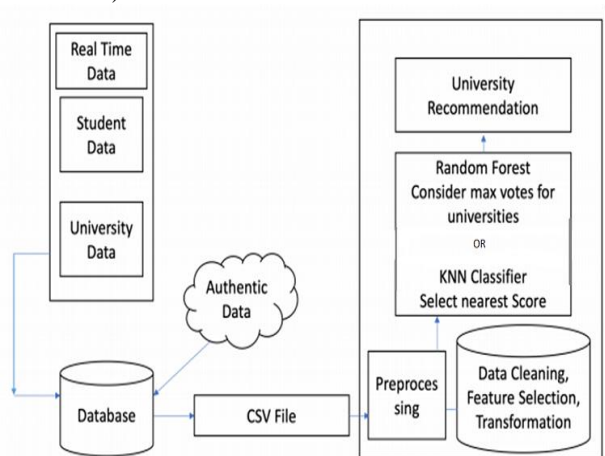 Real Time
Data
Student
Data
University
Data
Authentic
Data
Database
CSV File
University
Recommendation
Random Forest
Consider max votes for
universities
OR
KNN Classifier
Select nearest Score
Preproces
sing
Data Cleaning,
Feature Selection,
Transformation